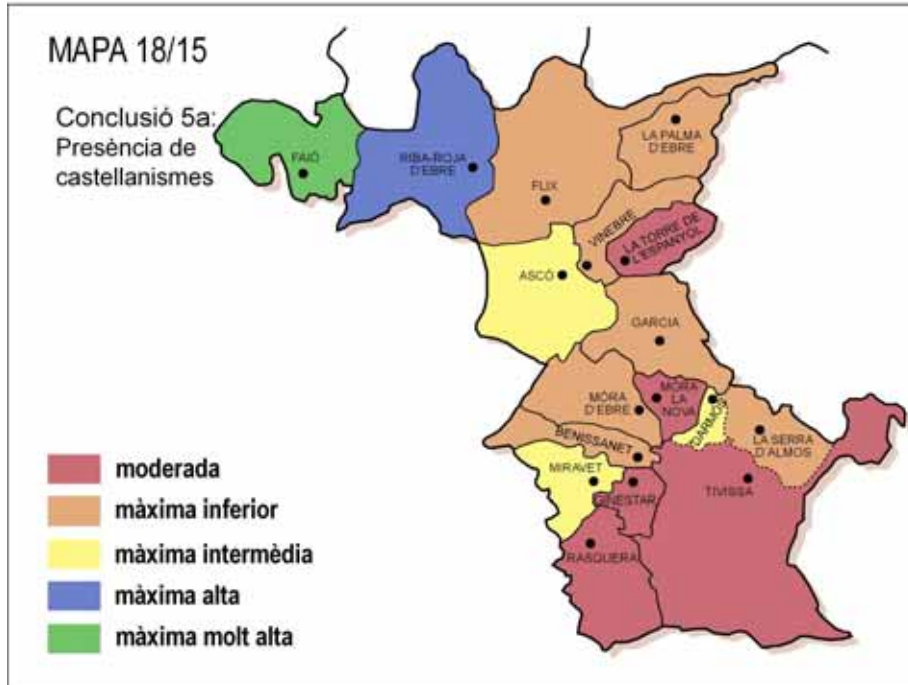 MAPA 18/15
Conclusió 5a:
Presència de
castellanismes
FAIÓ
RIBA-ROJA
D'EBRE
FLIX
LA PALMA
D'EBRE
VINEBRE
LA TORRE DE
L'ESPANYOL
ASCÓ
GARCIA
MÓRA
LA
NOVA
MÓRA
D'EBRE
DARMÓS
LA SERRA
D'ALMOS
BENISSANET
MIRAVET
GINESTAR
TIVISSA
RASQUERA
moderada
màxima inferior
màxima intermèdia
màxima alta
màxima molt alta